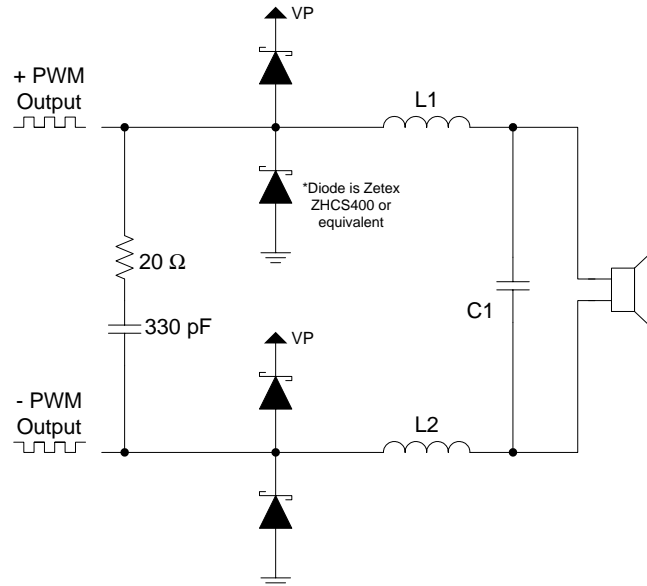 VP
+ PWM
Output
L1
*Diode is Zetex
ZHCS400 or
equivalent
20 Ω
C1
330 pF
VP
- PWM
Output
L2